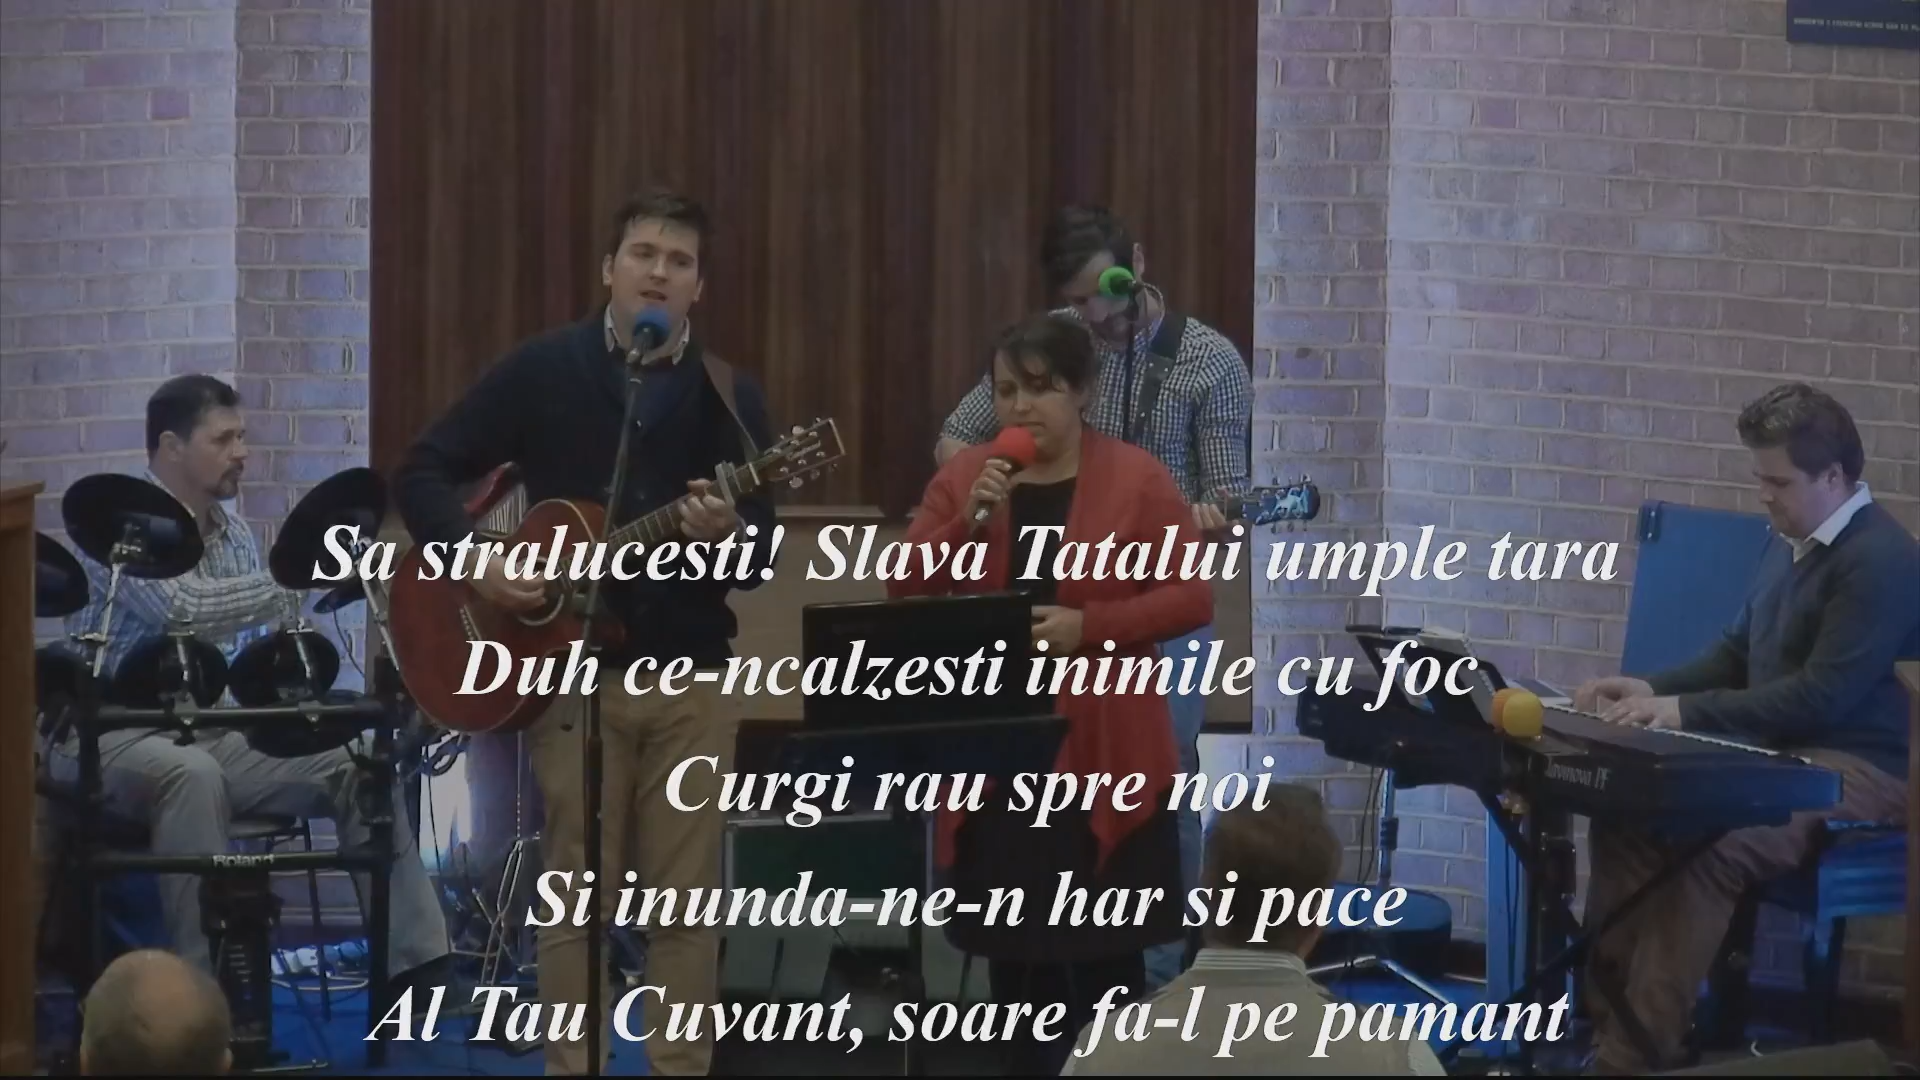 Sa stralucesti! Slava Tatalui umple tara
Duh ce-ncalzesti inimile cu foc
Curgi rau spre noi
Si inunda-ne-n har si pace
Al Tau Cuvant, soare fa-l pe pamant
Roland